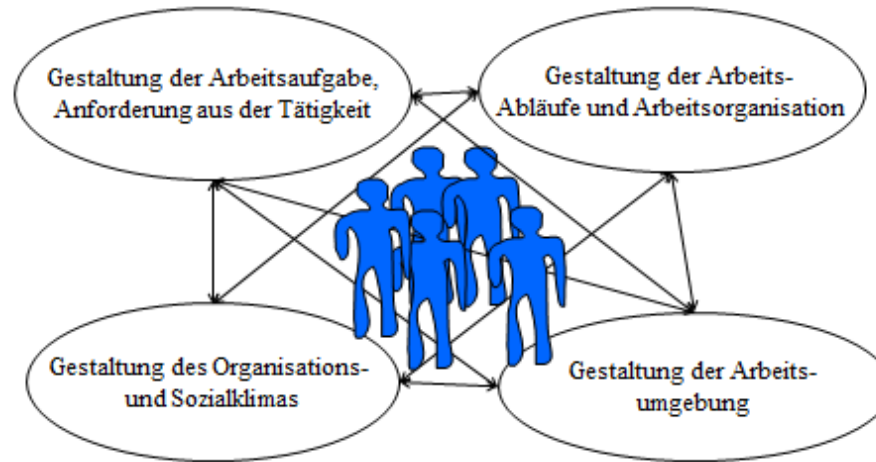 Gestaltung der Arbeitsaufgabe,
Anforderung aus der Tätigkeit
Gestaltung der Arbeits-
Abläufe und Arbeitsorganisation
Gestaltung des Organisations-
und Sozialklimas
Gestaltung der Arbeits-
umgebung